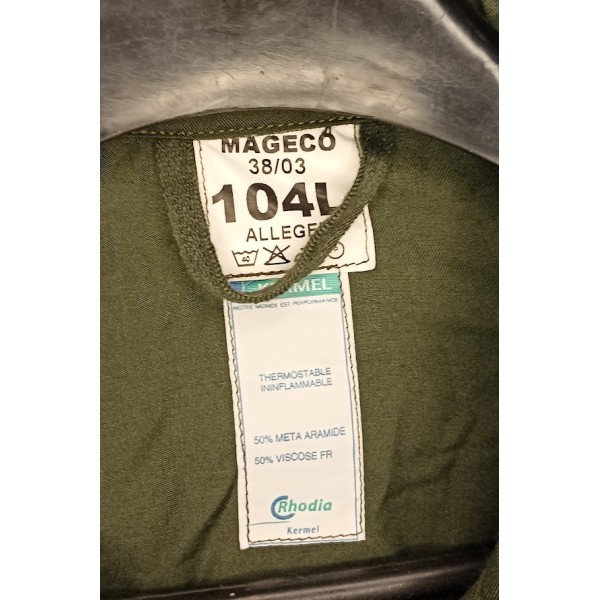 MAGECO
38/03
104L
ALLEGE
40
KERMEL
NOTRE MONDE EST PERFORMANCE
THERMOSTABLE
ININFLAMMABLE
50% META ARAMIDE
50% VISCOSE FR
Rhodia
Kermel